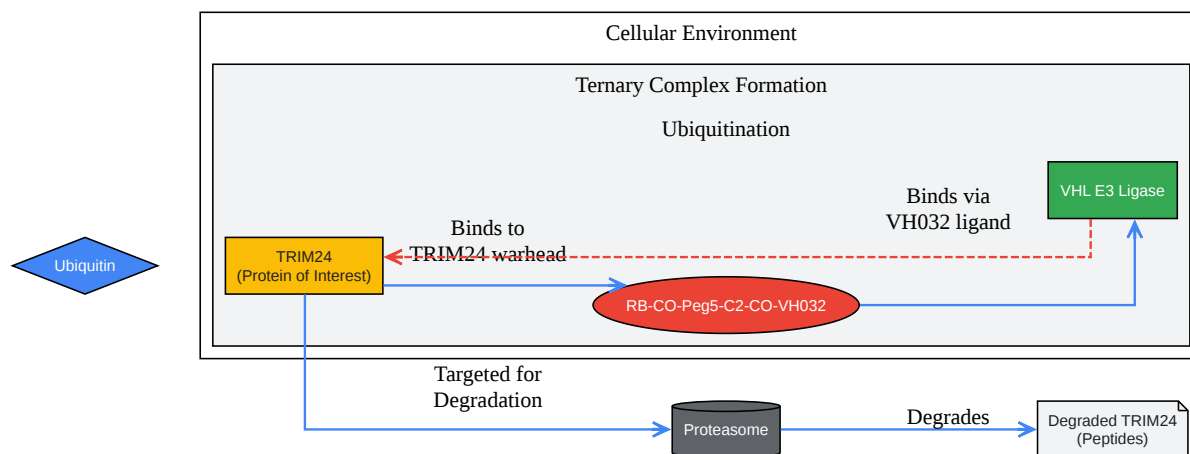 Cellular Environment
Ternary Complex Formation
Ubiquitination
VHL E3 Ligase
Binds via
VH032 ligand
Binds to
TRIM24 warhead
Ubiquitin
TRIM24
(Protein of Interest)
RB-CO-Peg5-C2-CO-VH032
Targeted for
Degradation
Proteasome
Degrades
Degraded TRIM24
(Peptides)